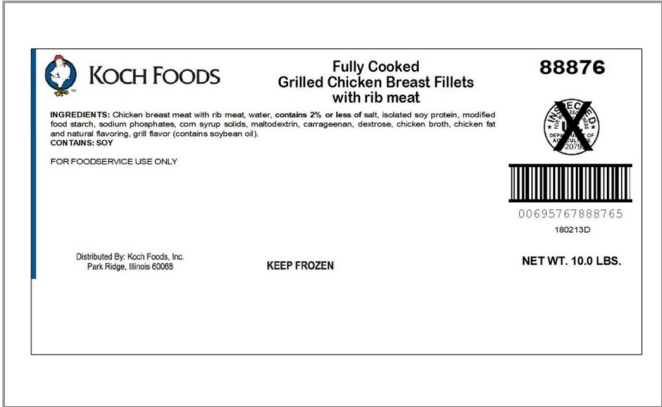 KOCH FOODS
TM
Fully Cooked
Grilled Chicken Breast Fillets
with rib meat
88876
INGREDIENTS: Chicken breast meat with rib meat, water, contains 2% or less of salt, isolated soy protein, modified
food starch, sodium phosphates, corn syrup solids, maltodextrin, carrageenan, dextrose, chicken broth, chicken fat
and natural flavoring, grill flavor (contains soybean oil).
CONTAINS: SOY
FOR FOODSERVICE USE ONLY
INSPECTED
DEPARTMENT OF
00695767888765
180213D
Distributed By: Koch Foods, Inc.
Park Ridge, Illinois 60068
KEEP FROZEN
NET WT. 10.0 LBS.